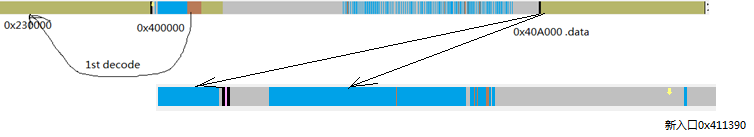 0x230000
0x400000
0x40A000 .data
1st decode
新入口0x411390